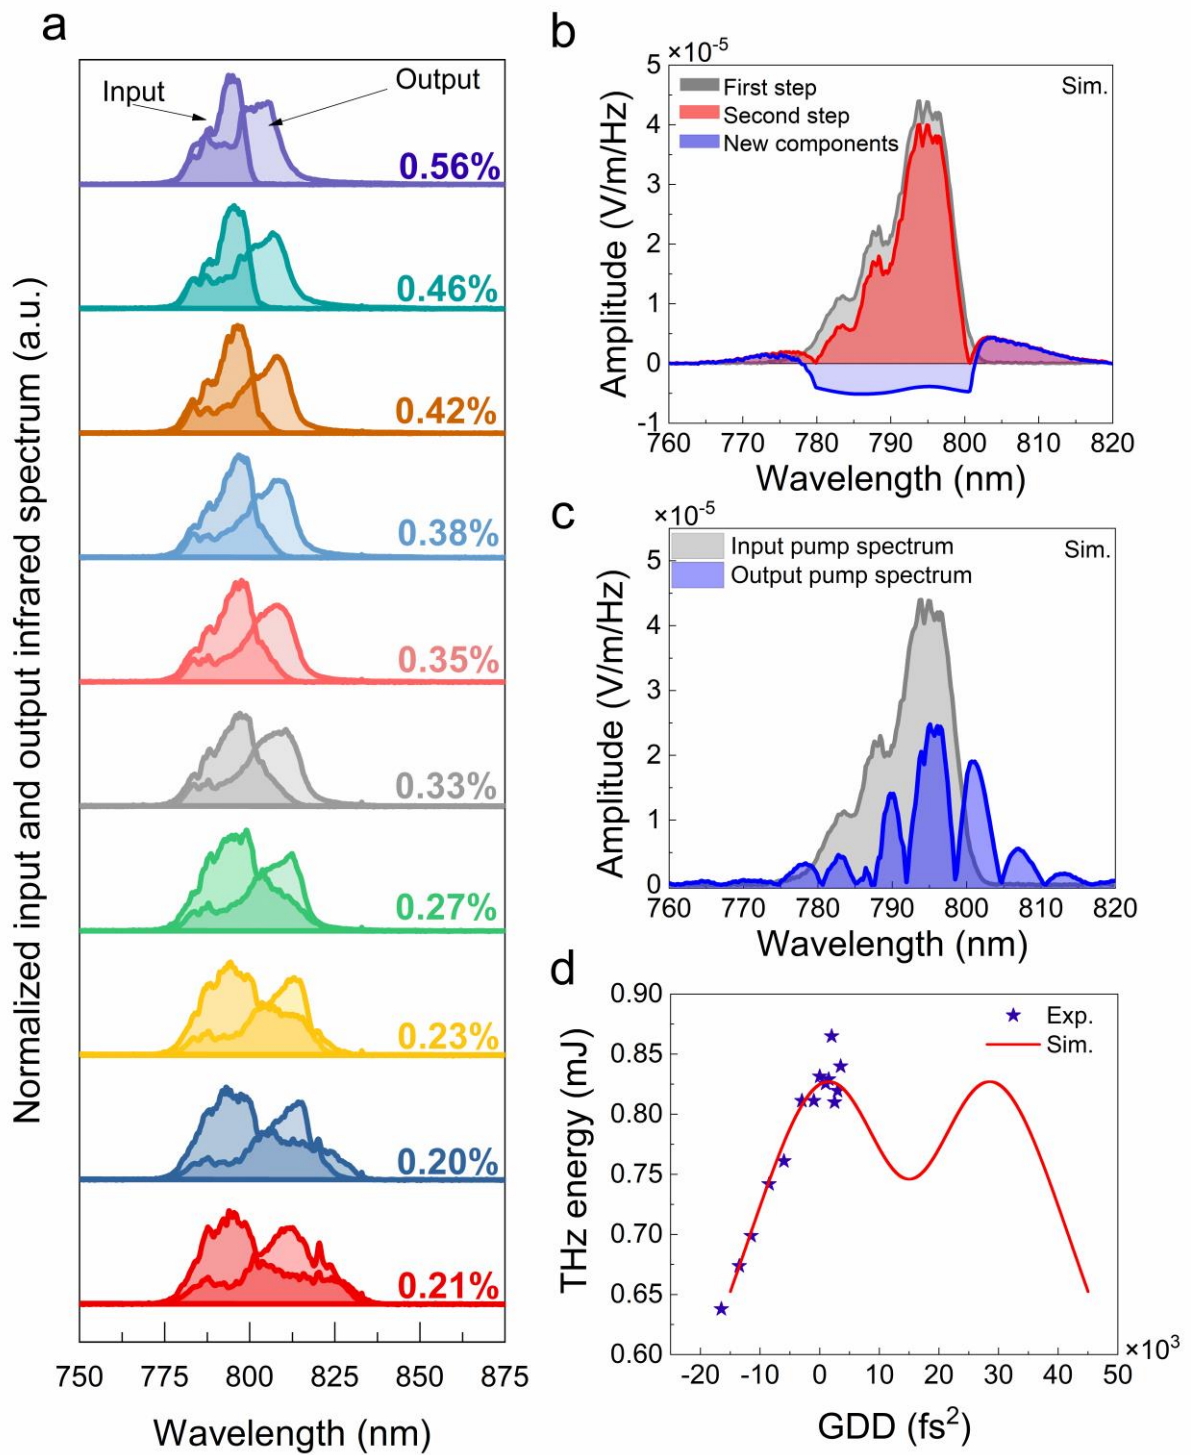 a
Normalized input and output infrared spectrum (a.u.)
Input
Output
0.56%
0.46%
0.42%
0.38%
0.35%
0.33%
0.27%
0.23%
0.20%
0.21%
750 775 800 825 850 875
Wavelength (nm)
b
×10⁻⁵
Amplitude (V/m/Hz)
5
4
3
2
1
0
-1
First step
Second step
New components
Sim.
760 770 780 790 800 810 820
Wavelength (nm)
c
×10⁻⁵
Amplitude (V/m/Hz)
5
4
3
2
1
0
Input pump spectrum
Output pump spectrum
Sim.
760 770 780 790 800 810 820
Wavelength (nm)
d
THz energy (mJ)
0.90
0.85
0.80
0.75
0.70
0.65
0.60
Exp.
Sim.
-20 -10 0 10 20 30 40 50
×10³
GDD (fs²)